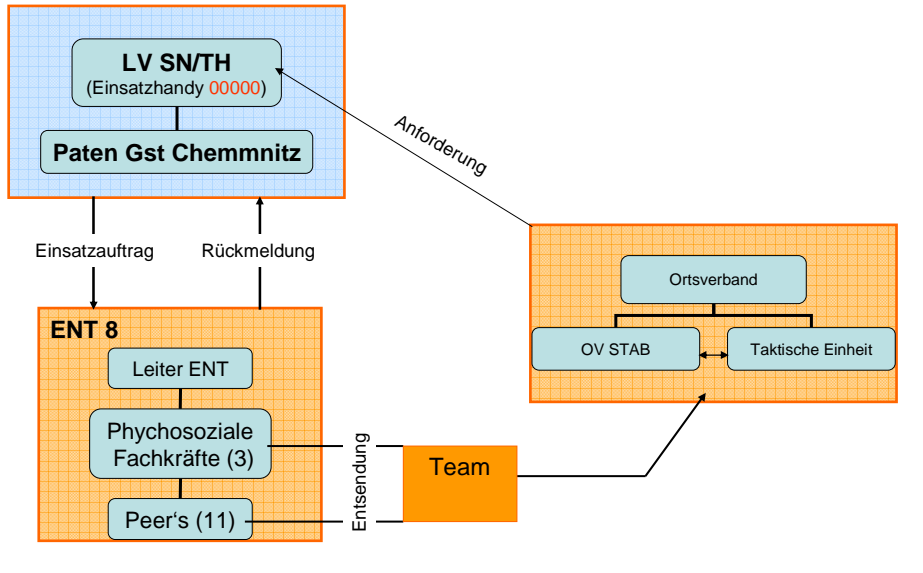 LV SN/TH
(Einsatzhandy 00000)
Paten Gst Chemmnitz
Anforderung
Einsatzauftrag
Rückmeldung
Ortsverband
OV STAB
Taktische Einheit
ENT 8
Leiter ENT
Phychosoziale
Fachkräfte (3)
Peer‘s (11)
Entsendung
Team